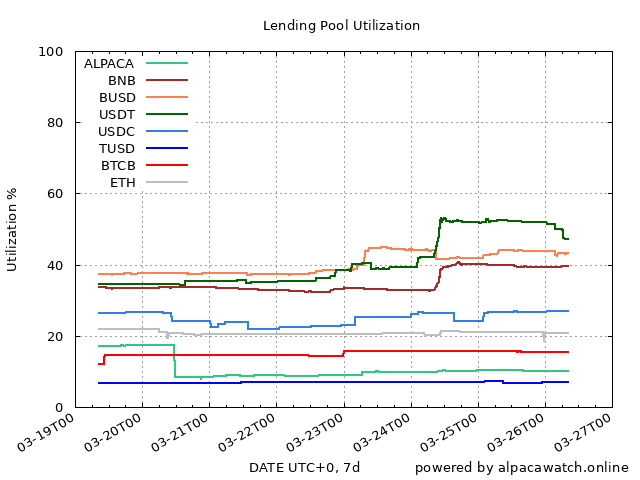 Lending Pool Utilization
Utilization %
100
80
60
40
20
0
ALPACA
BNB
BUSD
USDT
USDC
TUSD
BTCB
ETH
03-19T00
03-20T00
03-21T00
03-22T00
03-23T00
03-24T00
03-25T00
03-26T00
03-27T00
DATE UTC+0, 7d
powered by alpacawatch.online